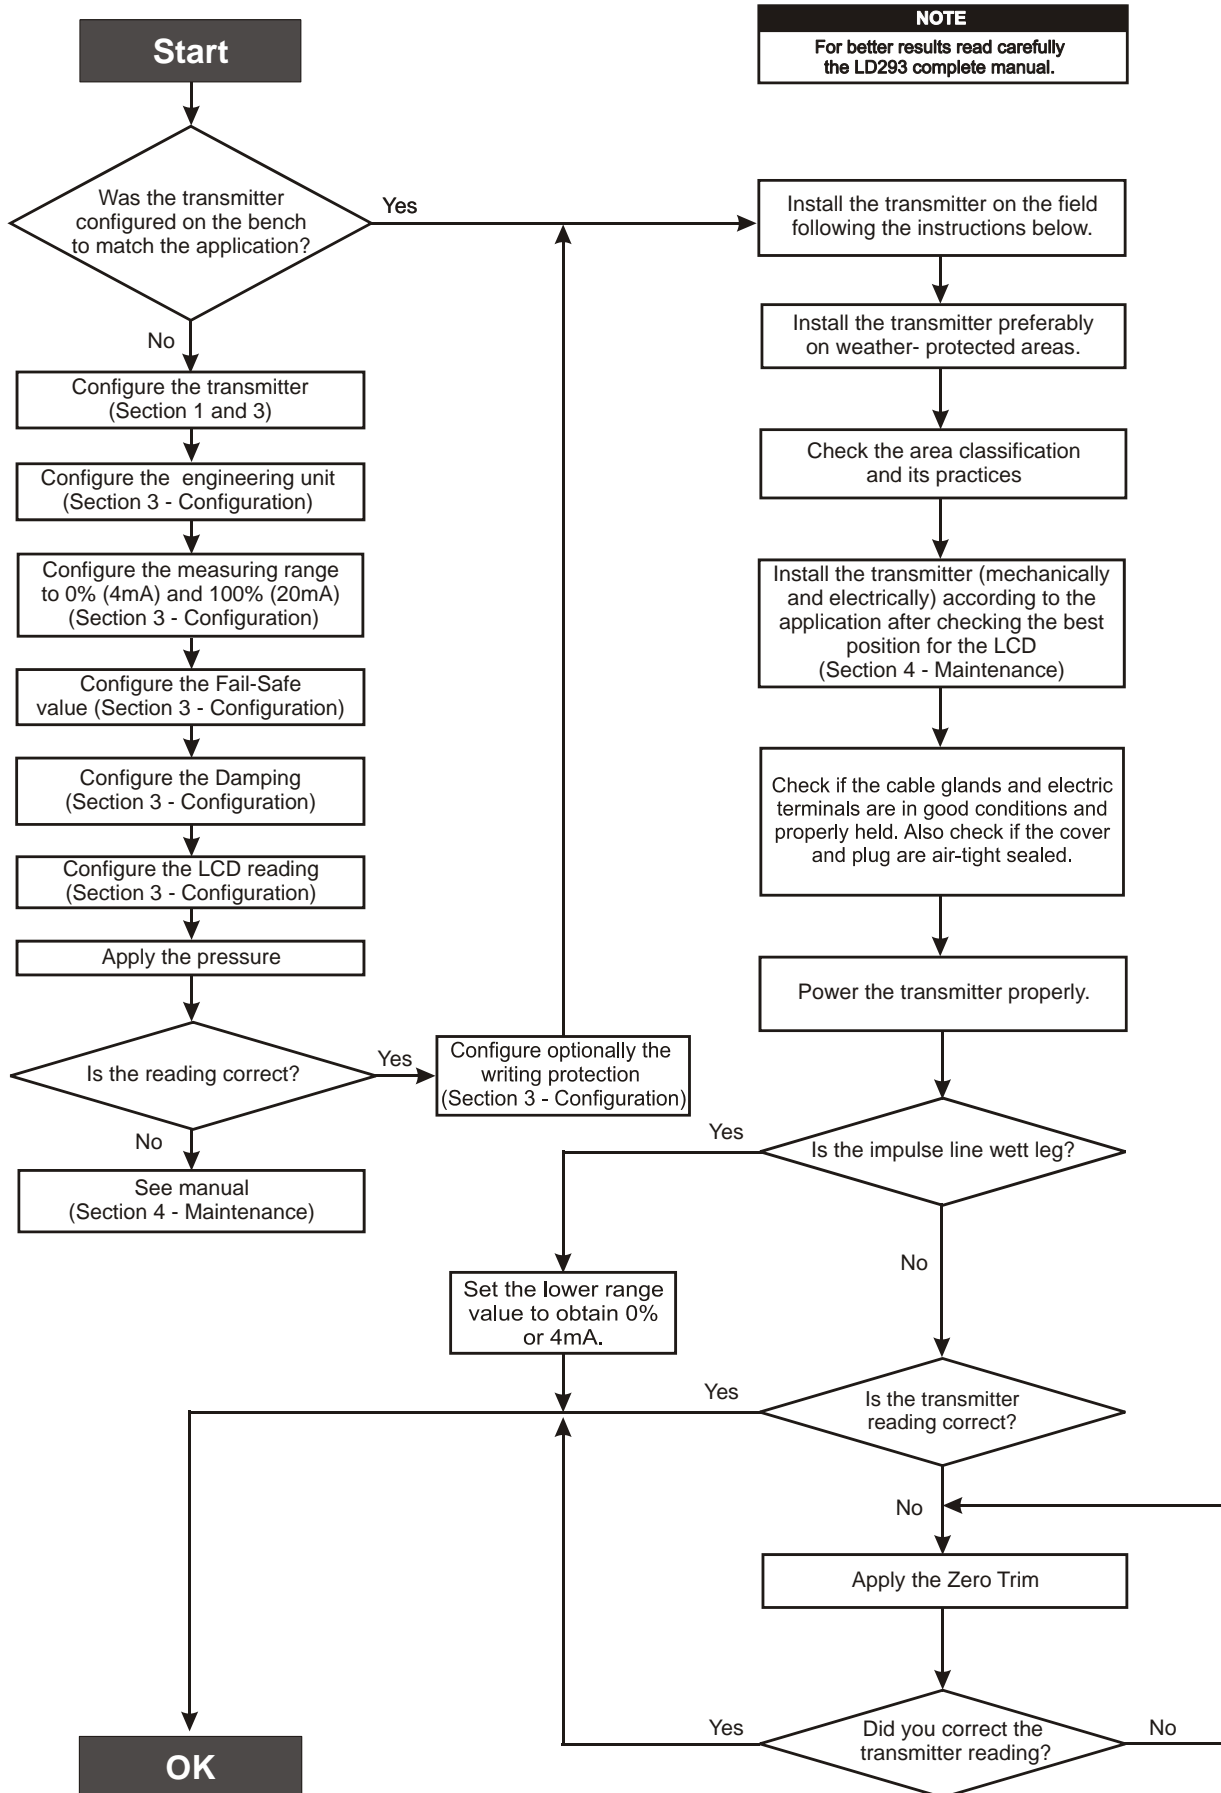 Start
NOTE
For better results read carefully
the LD293 complete manual.
Was the transmitter
configured on the bench
to match the application?
Yes
No
Configure the transmitter
(Section 1 and 3)
Configure the engineering unit
(Section 3 - Configuration)
Configure the measuring range
to 0% (4mA) and 100% (20mA)
(Section 3 - Configuration)
Configure the Fail-Safe
value (Section 3 - Configuration)
Configure the Damping
(Section 3 - Configuration)
Configure the LCD reading
(Section 3 - Configuration)
Apply the pressure
Is the reading correct?
Yes
No
See manual
(Section 4 - Maintenance)
Configure optionally the
writing protection
(Section 3 - Configuration)
Install the transmitter on the field
following the instructions below.
Install the transmitter preferably
on weather- protected areas.
Check the area classification
and its practices
Install the transmitter (mechanically
and electrically) according to the
application after checking the best
position for the LCD
(Section 4 - Maintenance)
Check if the cable glands and electric
terminals are in good conditions and
properly held. Also check if the cover
and plug are air-tight sealed.
Power the transmitter properly.
Is the impulse line wett leg?
Yes
No
Set the lower range
value to obtain 0%
or 4mA.
Is the transmitter
reading correct?
Yes
No
Apply the Zero Trim
Did you correct the
transmitter reading?
Yes
No
OK